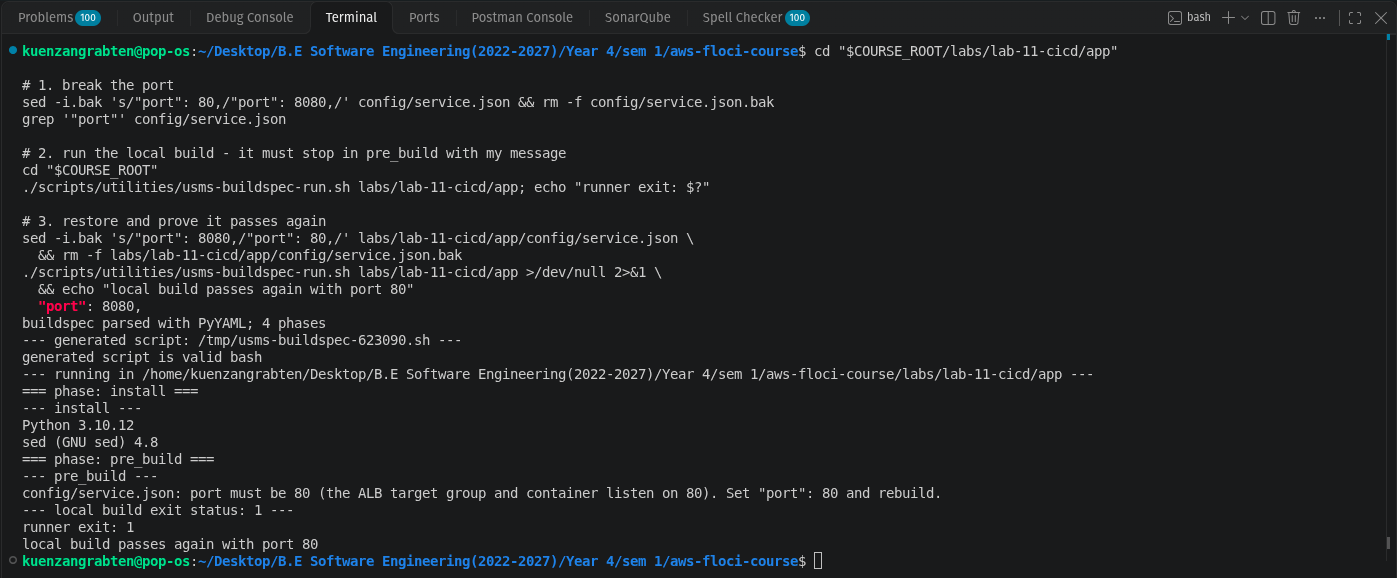 Problems 100 Output Debug Console Terminal Ports Postman Console SonarQube Spell Checker 100 bash
kuenzangrabten@pop-os:~/Desktop/B.E Software Engineering(2022-2027)/Year 4/sem 1/aws-floci-course$ cd "$COURSE_ROOT/labs/lab-11-cicd/app"
# 1. break the port
sed -i.bak 's/"port": 80,/"port": 8080,/' config/service.json && rm -f config/service.json.bak
grep '"port"' config/service.json
# 2. run the local build - it must stop in pre_build with my message
cd "$COURSE_ROOT"
./scripts/utilities/usms-buildspec-run.sh labs/lab-11-cicd/app; echo "runner exit: $?"
# 3. restore and prove it passes again
sed -i.bak 's/"port": 8080,/"port": 80,/' labs/lab-11-cicd/app/config/service.json \
  && rm -f labs/lab-11-cicd/app/config/service.json.bak
./scripts/utilities/usms-buildspec-run.sh labs/lab-11-cicd/app >/dev/null 2>&1 \
  && echo "local build passes again with port 80"
  "port": 8080,
buildspec parsed with PyYAML; 4 phases
--- generated script: /tmp/usms-buildspec-623090.sh ---
generated script is valid bash
--- running in /home/kuenzangrabten/Desktop/B.E Software Engineering(2022-2027)/Year 4/sem 1/aws-floci-course/labs/lab-11-cicd/app ---
=== phase: install ===
--- install ---
Python 3.10.12
sed (GNU sed) 4.8
=== phase: pre_build ===
--- pre_build ---
config/service.json: port must be 80 (the ALB target group and container listen on 80). Set "port": 80 and rebuild.
--- local build exit status: 1 ---
runner exit: 1
local build passes again with port 80
kuenzangrabten@pop-os:~/Desktop/B.E Software Engineering(2022-2027)/Year 4/sem 1/aws-floci-course$